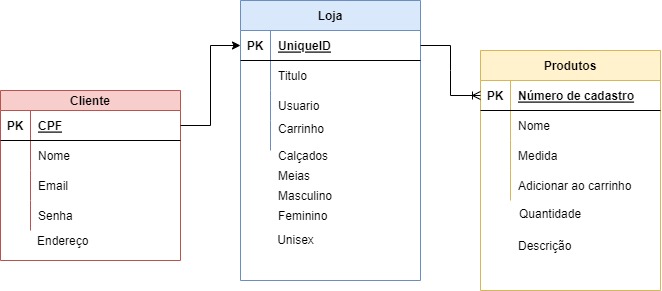 Loja
PK UniqueID
Titulo
Usuario
Carrinho
Calçados
Meias
Masculino
Feminino
Unisex
Cliente
PK CPF
Nome
Email
Senha
Endereço
Produtos
PK Número de cadastro
Nome
Medida
Adicionar ao carrinho
Quantidade
Descrição